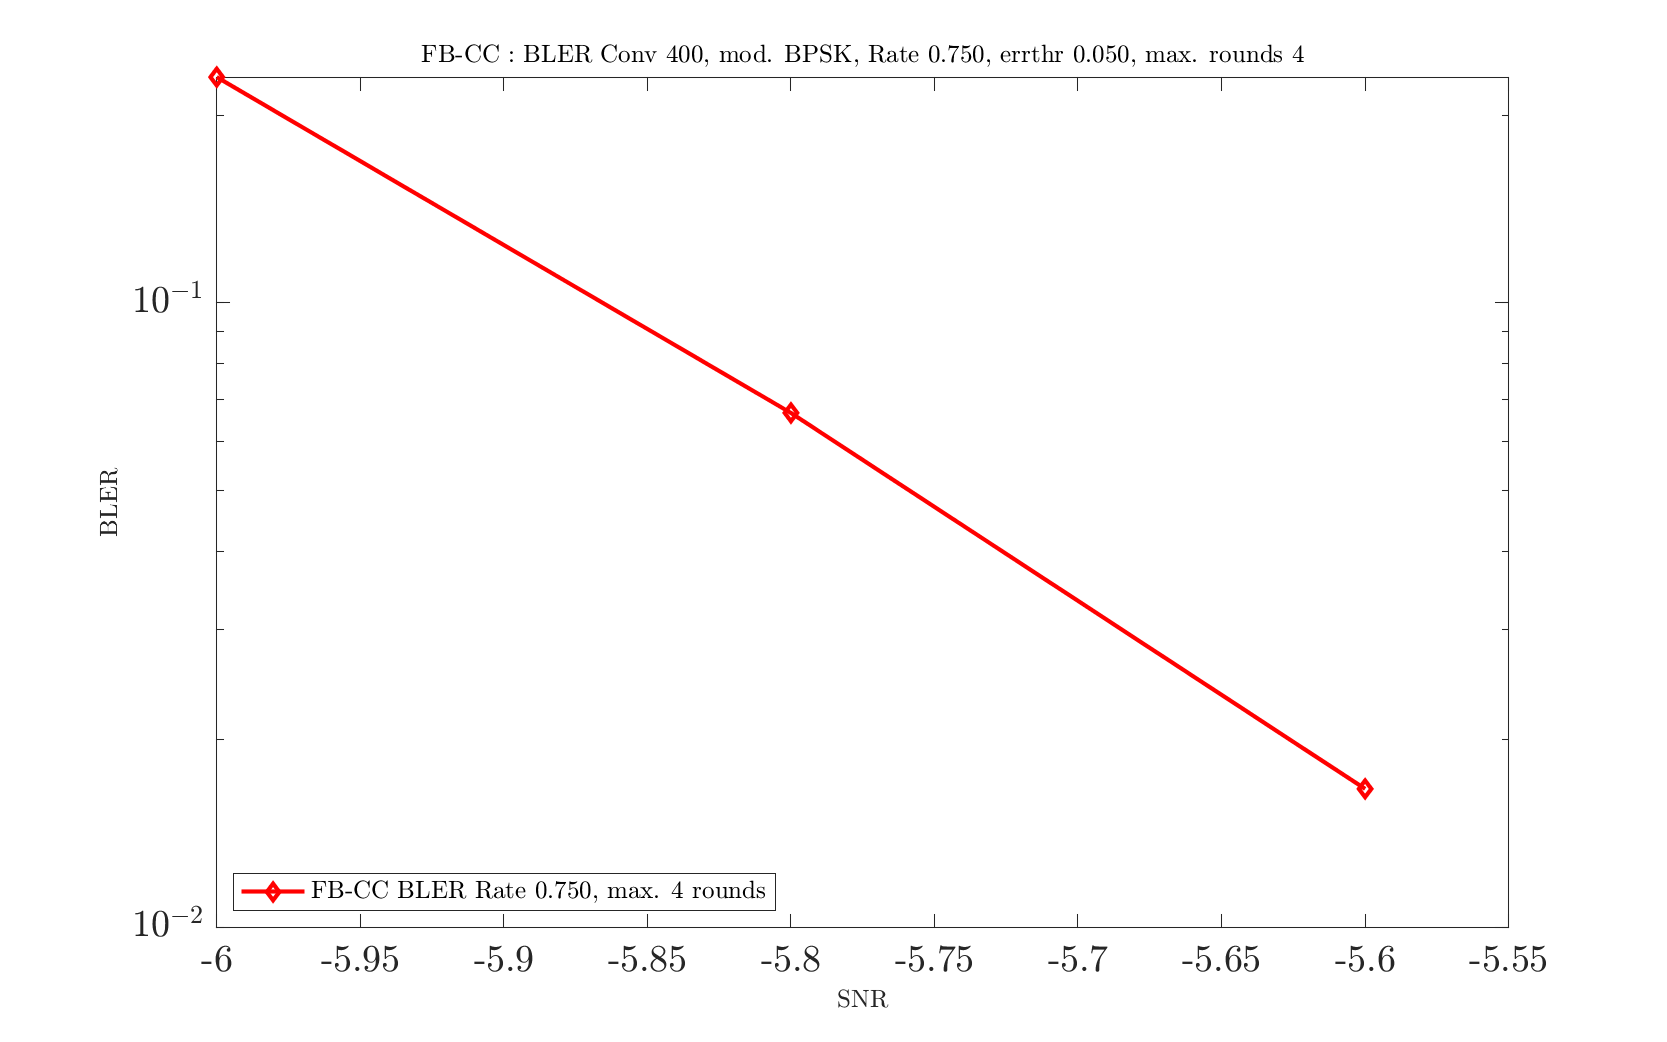 FB-CC : BLER Conv 400, mod. BPSK, Rate 0.750, errthr 0.050, max. rounds 4
10⁻¹
BLER
10⁻²
FB-CC BLER Rate 0.750, max. 4 rounds
-6 -5.95 -5.9 -5.85 -5.8 -5.75 -5.7 -5.65 -5.6 -5.55
SNR